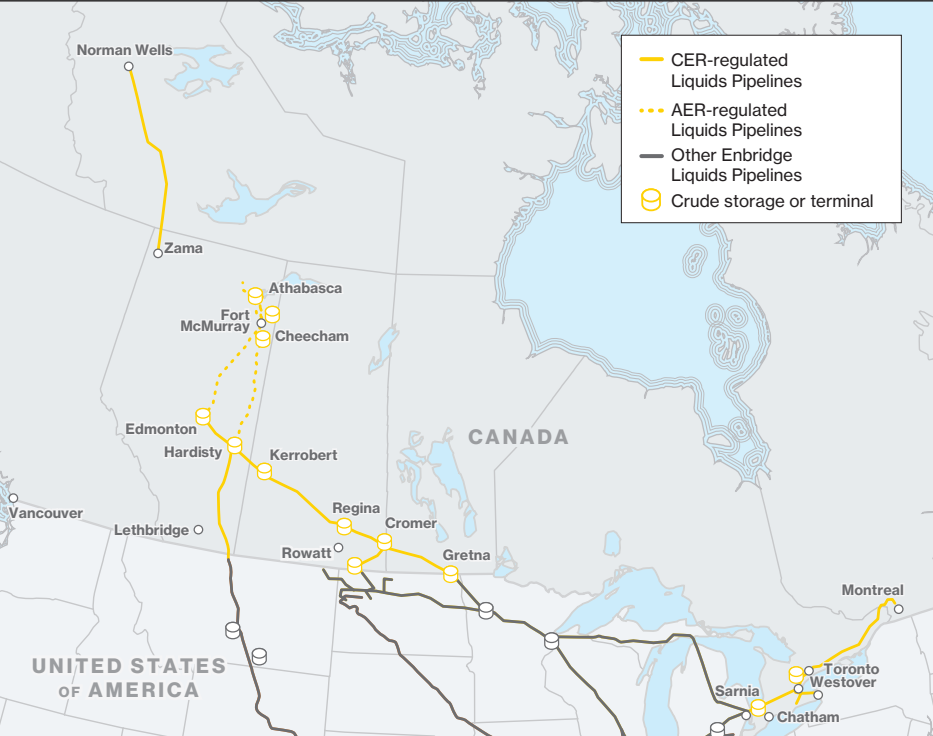 Norman Wells
CER-regulated
Liquids Pipelines
AER-regulated
Liquids Pipelines
Other Enbridge
Liquids Pipelines
Crude storage or terminal
Zama
Athabasca
Fort
McMurray
Cheecham
Edmonton
Hardisty
CANADA
Kerrobert
Vancouver
Lethbridge
Regina
Cromer
Rowatt
Gretna
Montreal
UNITED STATES
OF AMERICA
Toronto
Westover
Sarnia
Chatham